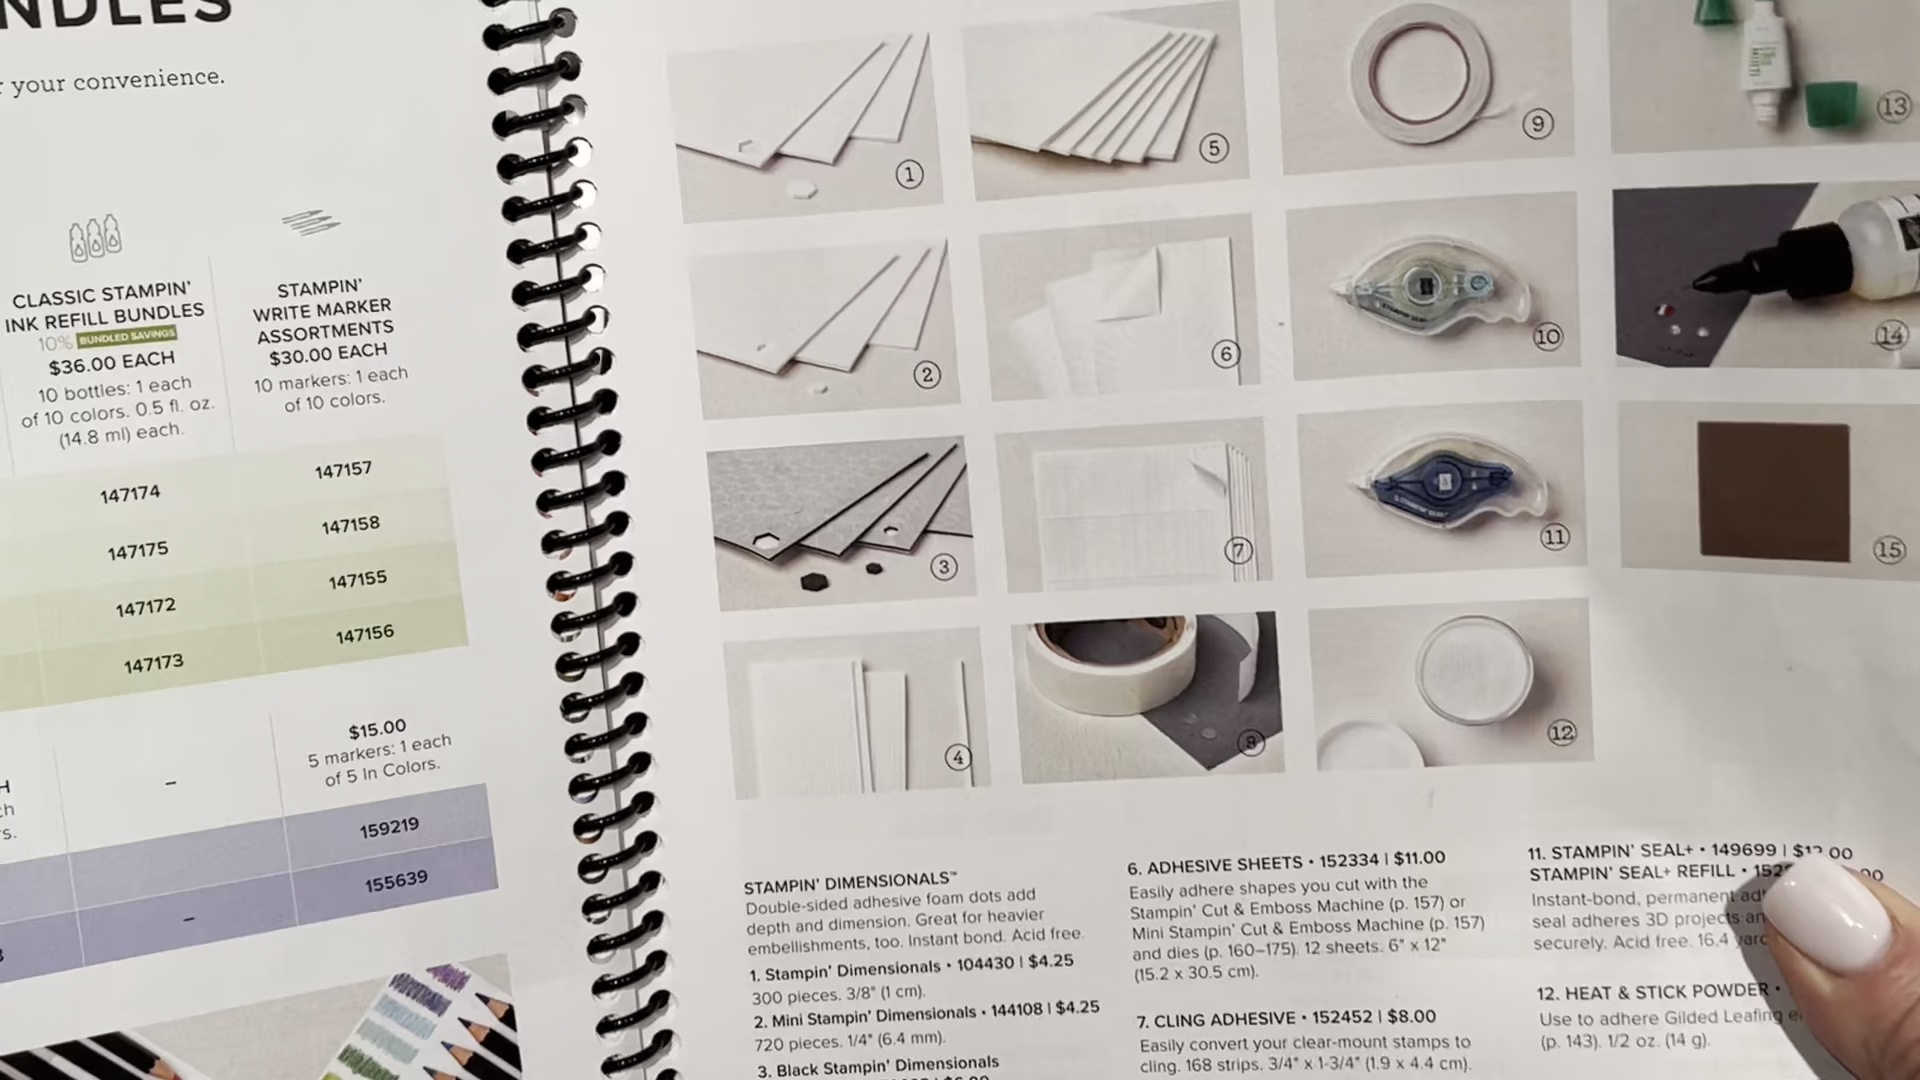 NDLES
your convenience.
CLASSIC STAMPIN'
INK REFILL BUNDLES
10% BUNDLED SAVINGS
$36.00 EACH
10 bottles: 1 each
of 10 colors. 0.5 fl. oz.
(14.8 ml) each.
STAMPIN'
WRITE MARKER
ASSORTMENTS
$30.00 EACH
10 markers: 1 each
of 10 colors.
147174
147157
147175
147158
147172
147155
147173
147156
–
$15.00
5 markers: 1 each
of 5 In Colors.
159219
–
155639
1
5
9
13
2
6
10
14
3
7
11
15
4
8
12
STAMPIN' DIMENSIONALS™
Double-sided adhesive foam dots add
depth and dimension. Great for heavier
embellishments, too. Instant bond. Acid free.
1. Stampin' Dimensionals • 104430 | $4.25
300 pieces. 3/8" (1 cm).
2. Mini Stampin' Dimensionals • 144108 | $4.25
720 pieces. 1/4" (6.4 mm).
3. Black Stampin' Dimensionals
6. ADHESIVE SHEETS • 152334 | $11.00
Easily adhere shapes you cut with the
Stampin' Cut & Emboss Machine (p. 157) or
Mini Stampin' Cut & Emboss Machine (p. 157)
and dies (p. 160–175). 12 sheets. 6" x 12"
(15.2 x 30.5 cm).
7. CLING ADHESIVE • 152452 | $8.00
Easily convert your clear-mount stamps to
cling. 168 strips. 3/4" x 1-3/4" (1.9 x 4.4 cm).
11. STAMPIN' SEAL+ • 149699 |
STAMPIN' SEAL+ REFILL •
Instant-bond, permanent
seal adheres 3D projects
securely. Acid free. 16.4
12. HEAT & STICK POWDER •
Use to adhere Gilded Leafing
(p. 143). 1/2 oz. (14 g).